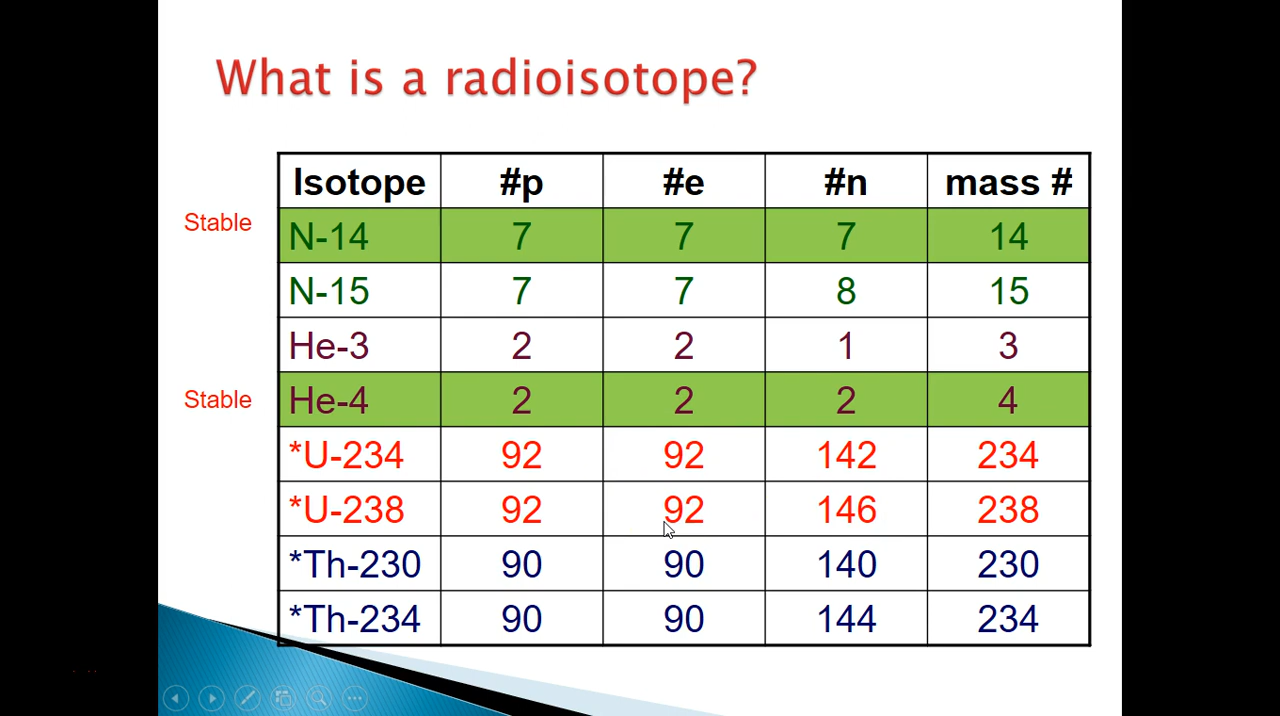 What is a radioisotope?
Isotope #p #e #n mass #
Stable
N-14 7 7 7 14
N-15 7 7 8 15
He-3 2 2 1 3
Stable
He-4 2 2 2 4
*U-234 92 92 142 234
*U-238 92 92 146 238
*Th-230 90 90 140 230
*Th-234 90 90 144 234